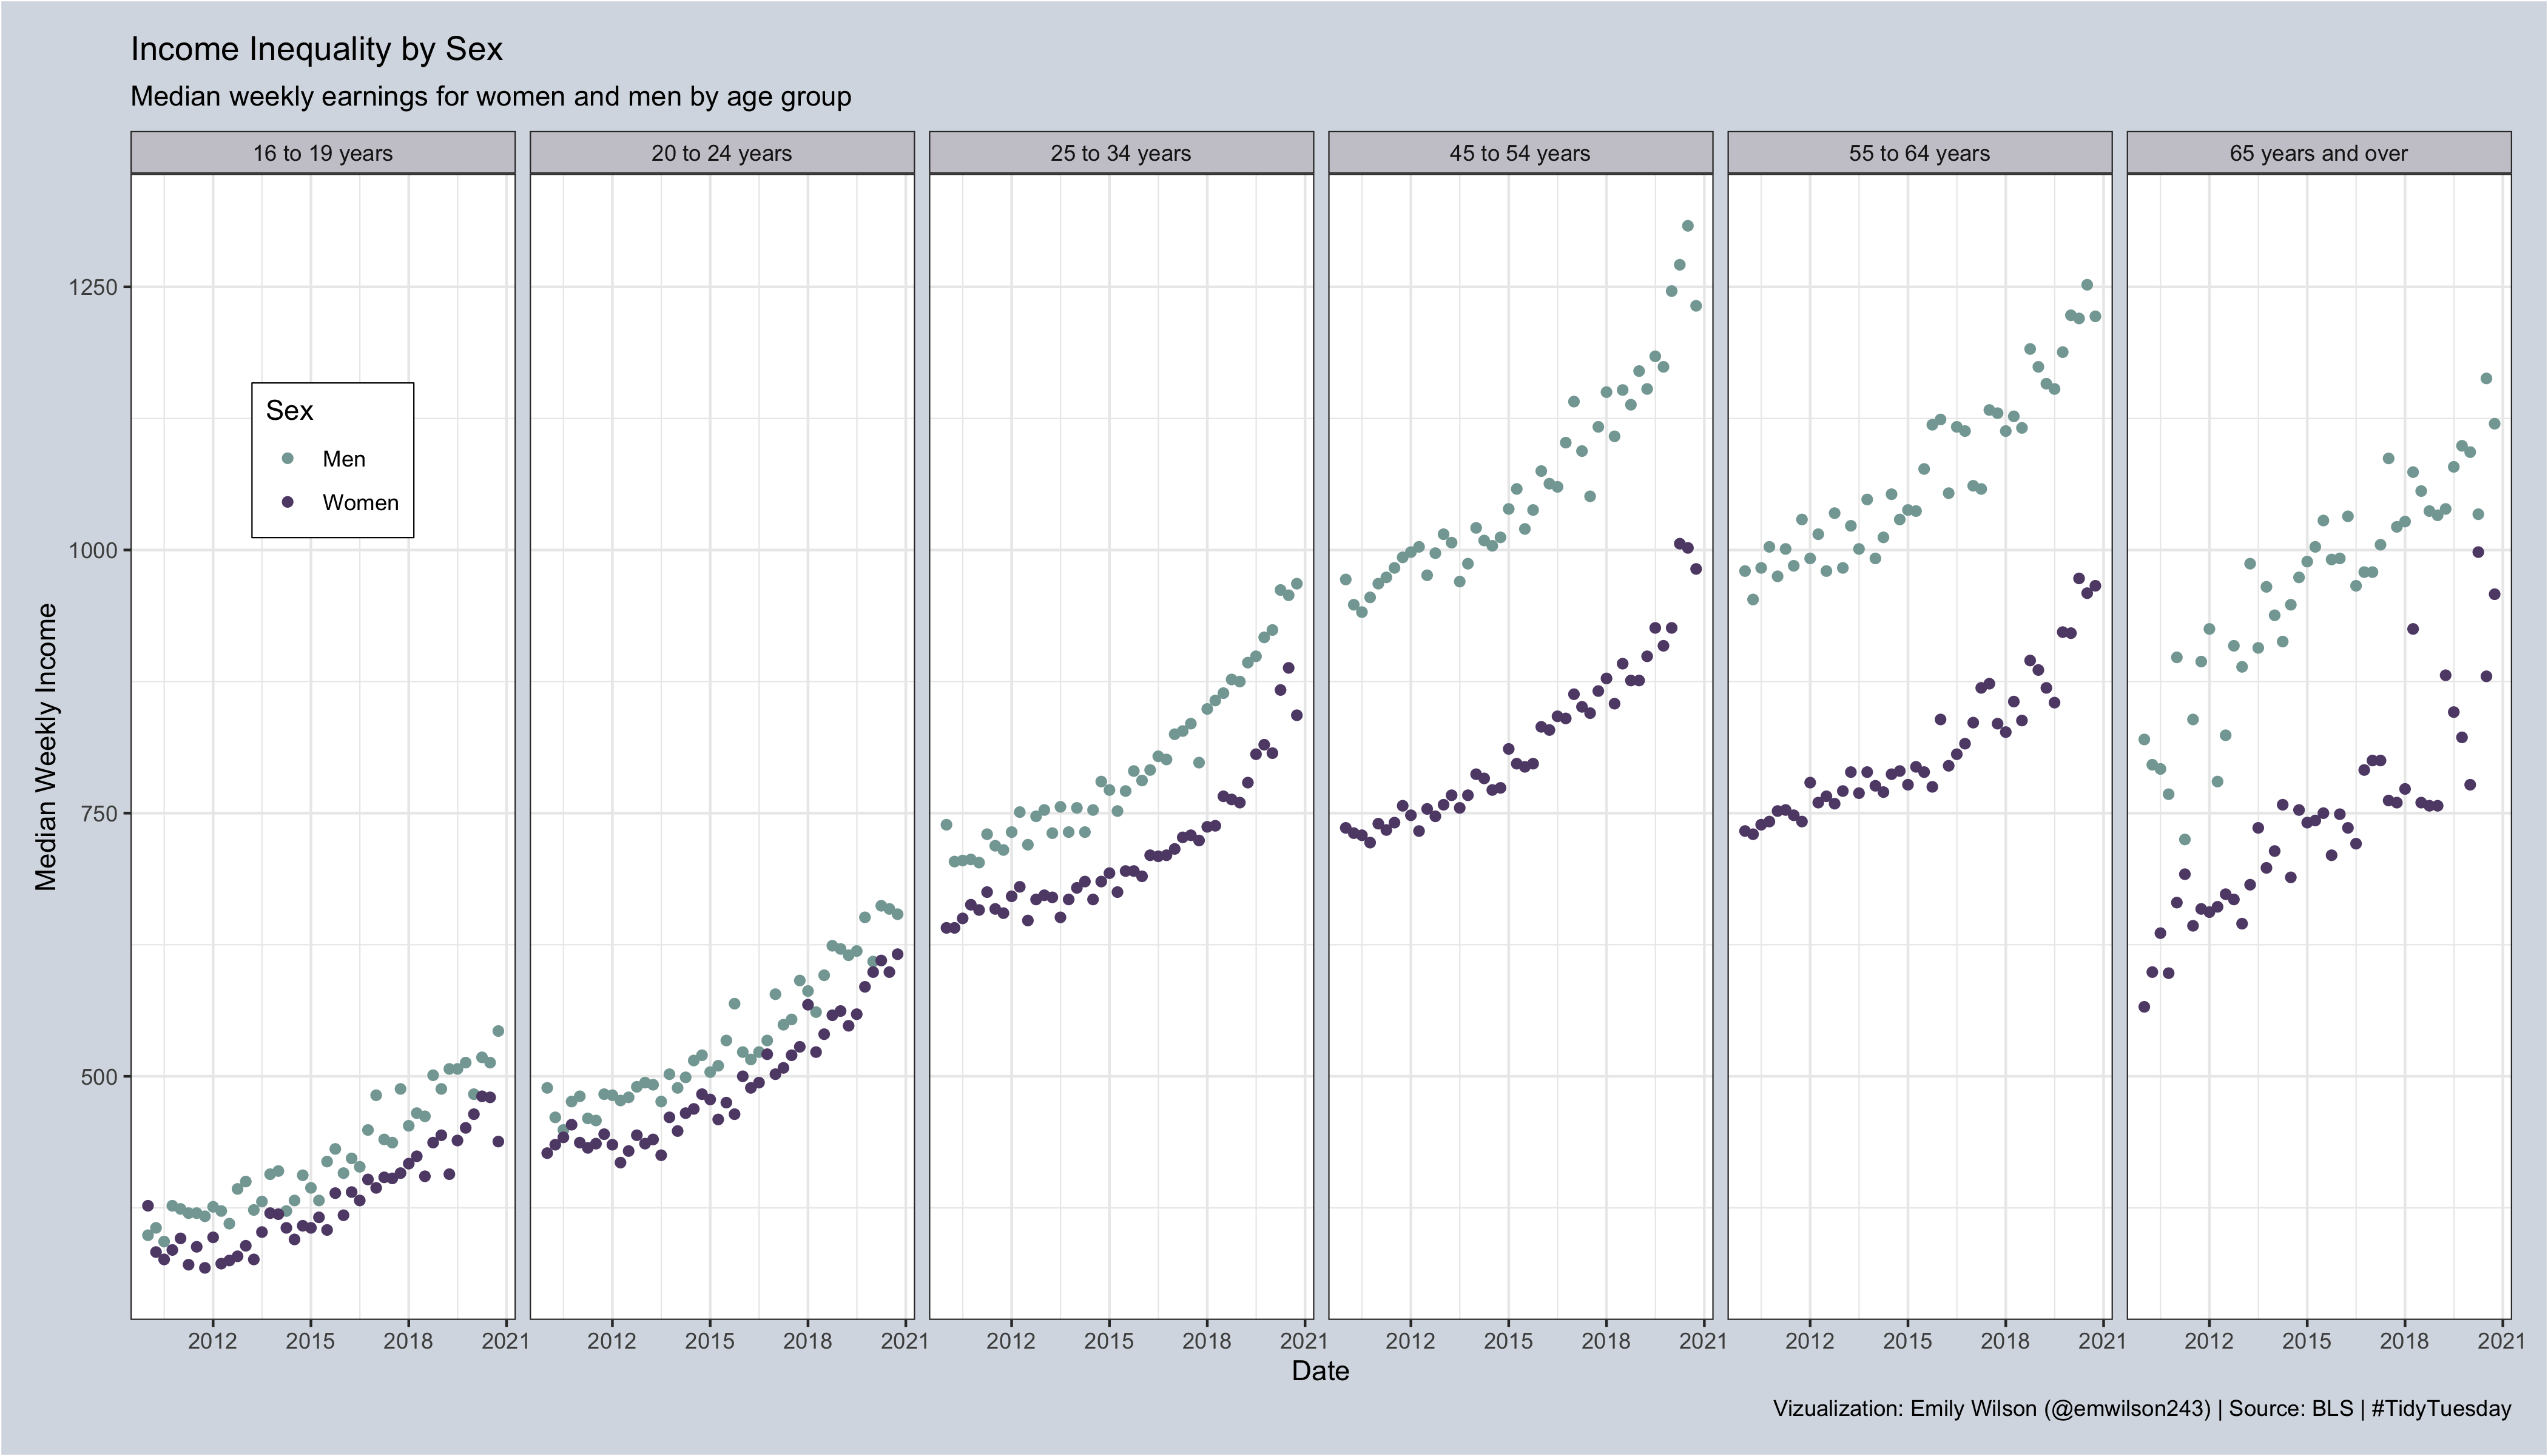 Income Inequality by Sex
Median weekly earnings for women and men by age group
16 to 19 years
20 to 24 years
25 to 34 years
45 to 54 years
55 to 64 years
65 years and over
Median Weekly Income
1250
1000
750
500
Sex
Men
Women
2012 2015 2018 2021
2012 2015 2018 2021
2012 2015 2018 2021
2012 2015 2018 2021
2012 2015 2018 2021
2012 2015 2018 2021
Date
Vizualization: Emily Wilson (@emwilson243) | Source: BLS | #TidyTuesday